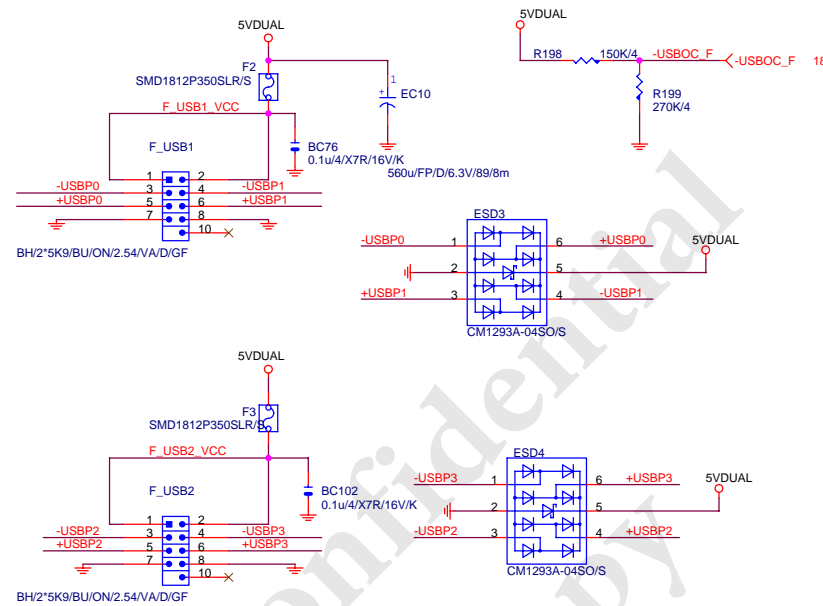 5VDUAL
F2
SMD1812P350SLR/S
F_USB1_VCC
1
+
EC10
560u/FP/D/6.3V/89/8m
BC76
0.1u/4/X7R/16V/K
F_USB1
1 2
-USBP0 3 4 -USBP1
+USBP0 5 6 +USBP1
7 8
10
BH/2*5K9/BU/ON/2.54/VA/D/GF
5VDUAL
R198 150K/4 -USBOC_F -USBOC_F 18
R199
270K/4
ESD3
-USBP0 1 6 +USBP0
5VDUAL
2 5
+USBP1 3 4 -USBP1
CM1293A-04SO/S
5VDUAL
F3
SMD1812P350SLR/S
F_USB2_VCC
F_USB2
BC102
0.1u/4/X7R/16V/K
1 2
-USBP2 3 4 -USBP3
+USBP2 5 6 +USBP3
7 8
10
BH/2*5K9/BU/ON/2.54/VA/D/GF
ESD4
-USBP3 1 6 +USBP3
5VDUAL
2 5
-USBP2 3 4 +USBP2
CM1293A-04SO/S